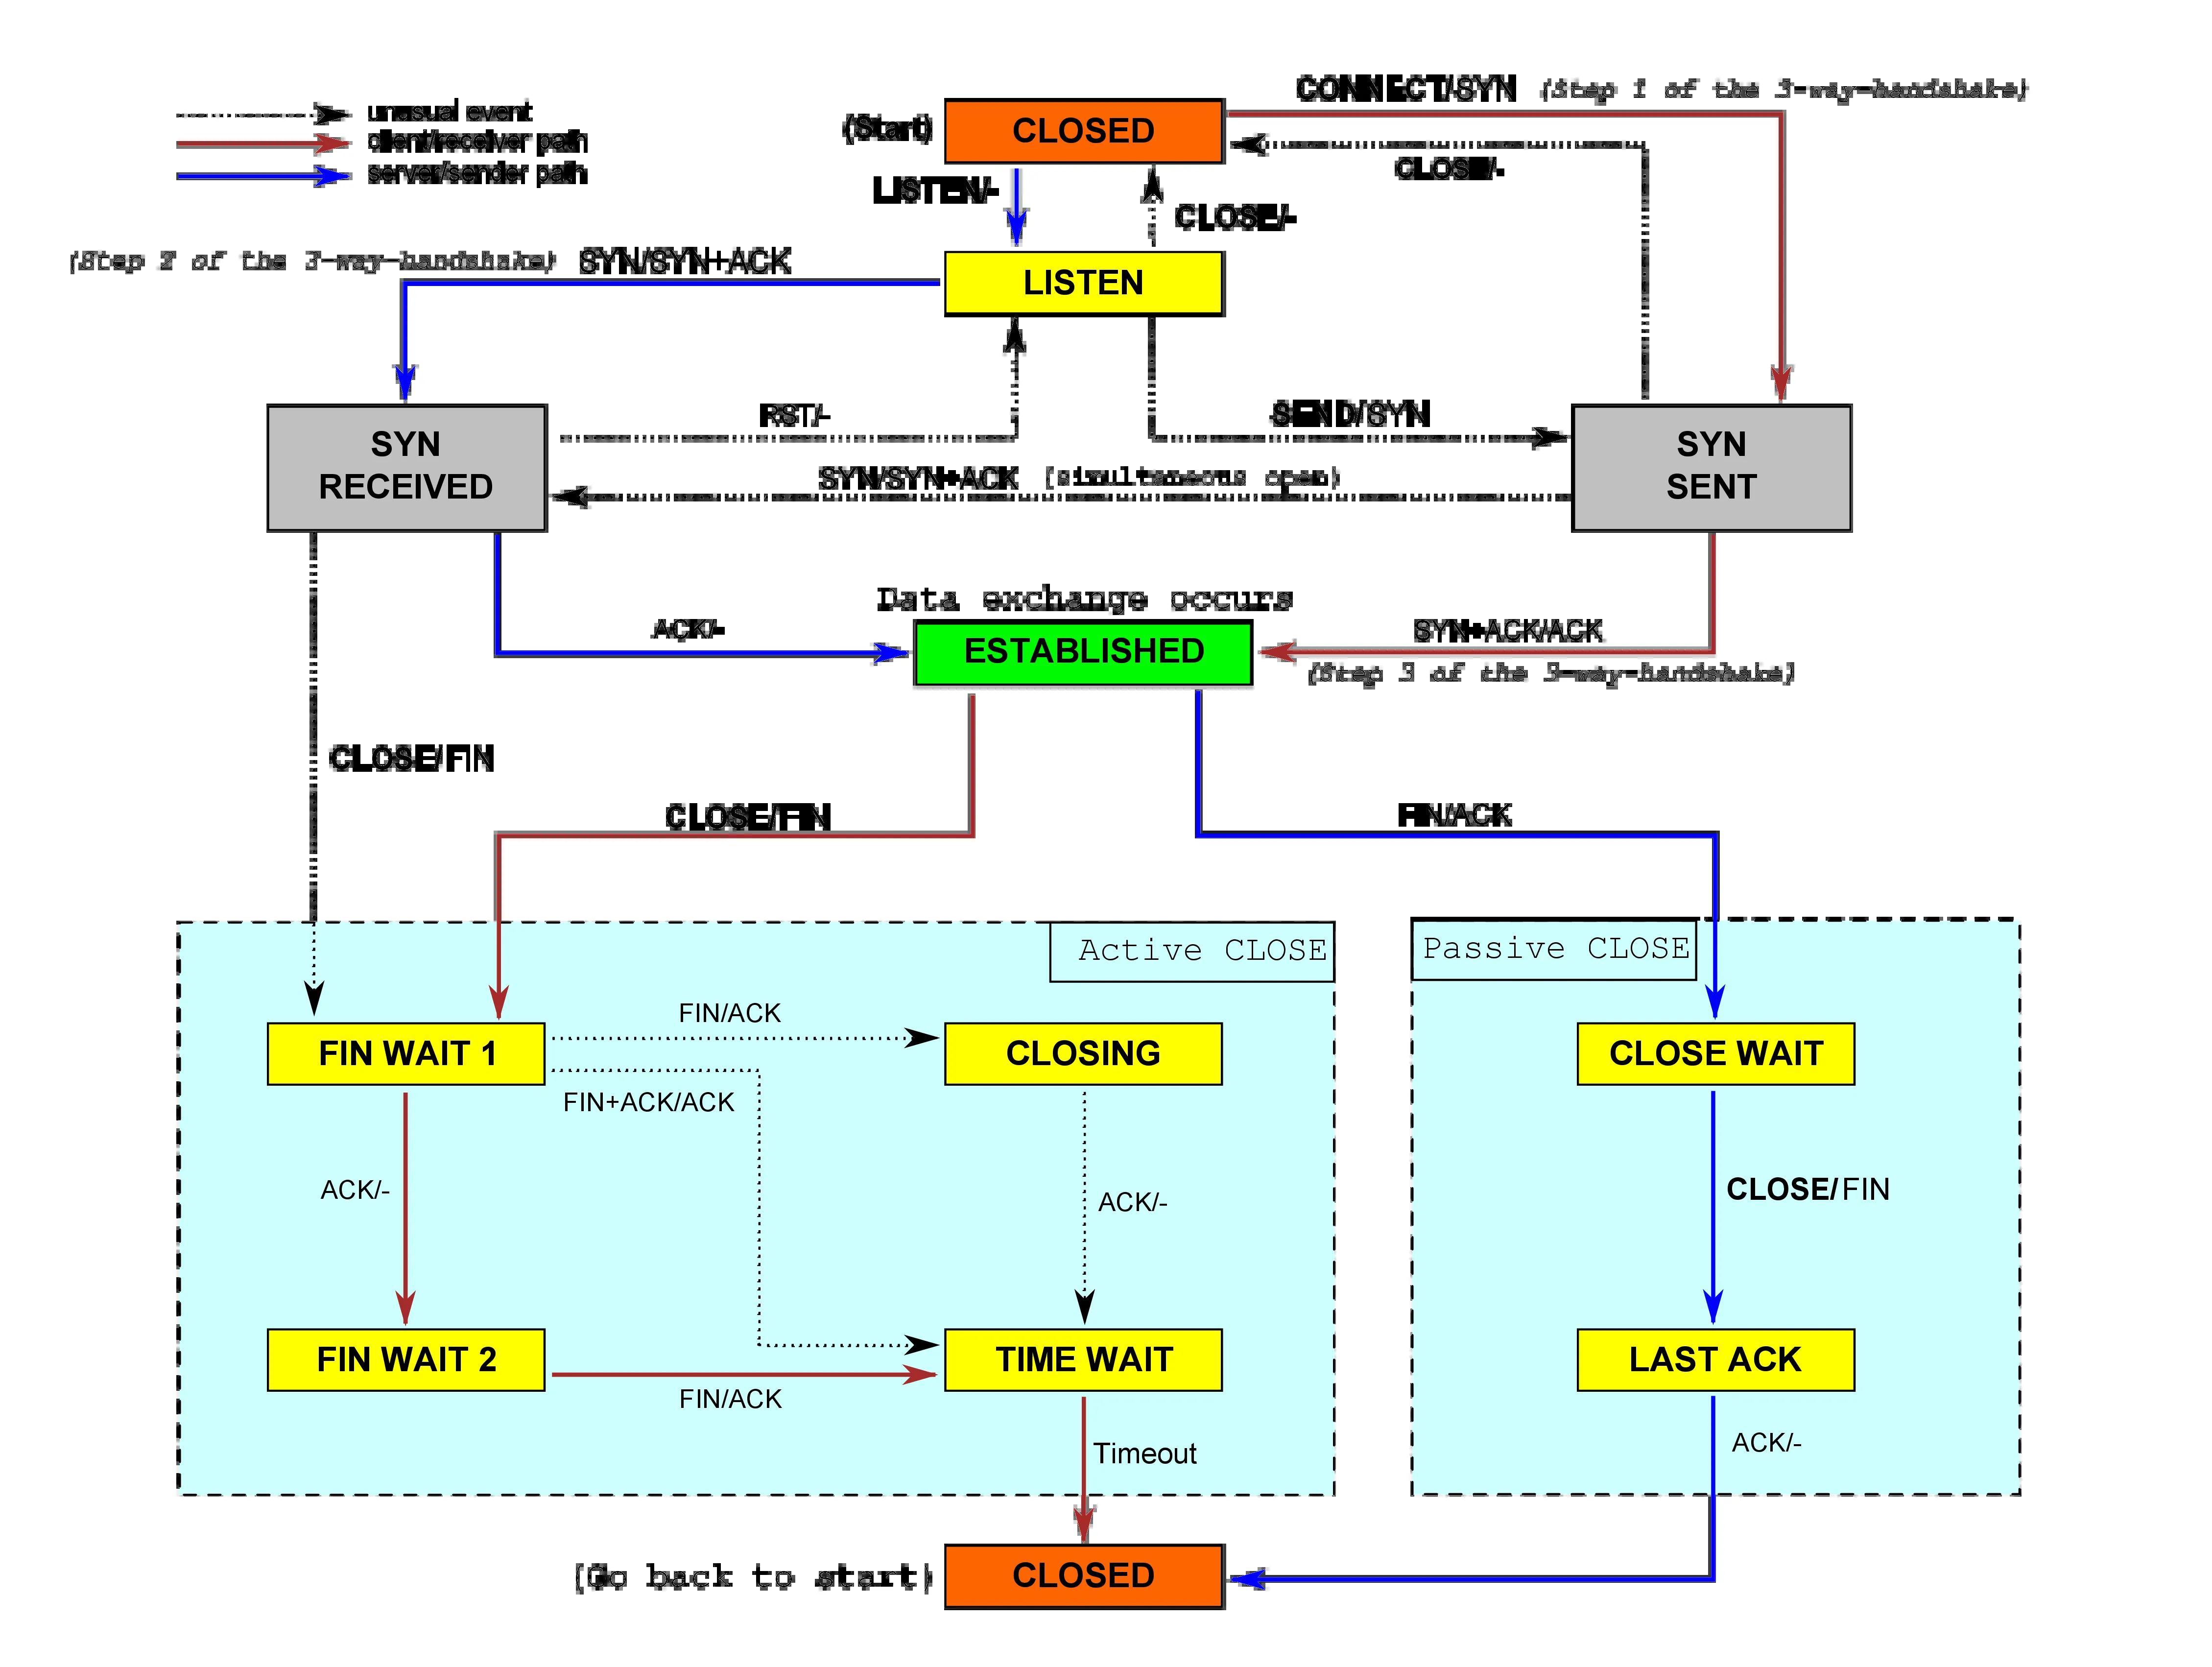 CONNECT/SYN (Step 1 of the 3-way-handshake)
unusual event
client/receiver path
server/sender path
(Start)
CLOSED
CLOSE/-
LISTEN/-
CLOSE/-
(Step 2 of the 3-way-handshake) SYN/SYN+ACK
LISTEN
RST/-
SEND/SYN
SYN
RECEIVED
SYN
SENT
SYN/SYN+ACK (simultaneous open)
Data exchange occurs
ACK/-
ESTABLISHED
SYN+ACK/ACK
(Step 3 of the 3-way-handshake)
CLOSE/FIN
CLOSE/FIN
FIN/ACK
Active CLOSE
Passive CLOSE
FIN WAIT 1
FIN/ACK
CLOSING
CLOSE WAIT
FIN+ACK/ACK
ACK/-
ACK/-
CLOSE/FIN
FIN WAIT 2
TIME WAIT
LAST ACK
FIN/ACK
Timeout
ACK/-
(Go back to start)
CLOSED